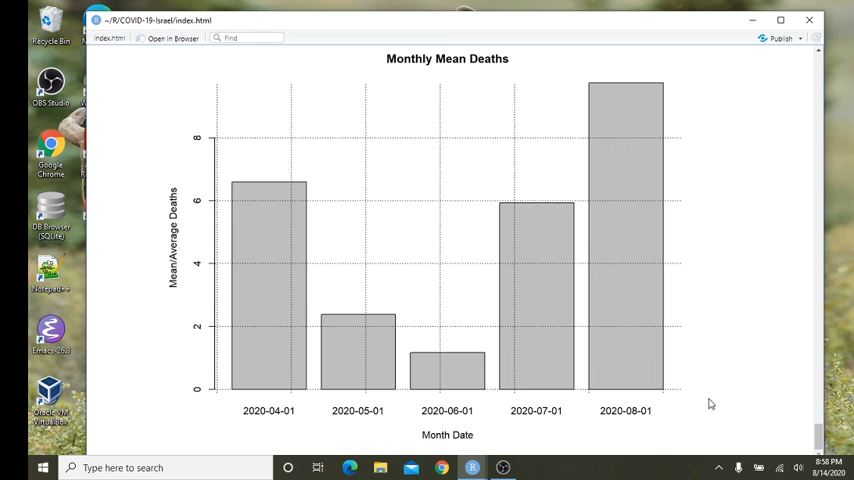 ~/R/COVID-19-Israel/index.html
index.html
Open in Browser
Find
Publish
Recycle Bin
OBS Studio
Google
Chrome
DB Browser
(SQLite)
Notepad++
Emacs-26.3
Oracle VM
VirtualBox
Monthly Mean Deaths
Mean/Average Deaths
8
6
4
2
0
2020-04-01
2020-05-01
2020-06-01
2020-07-01
2020-08-01
Month Date
Type here to search
8:58 PM
8/14/2020